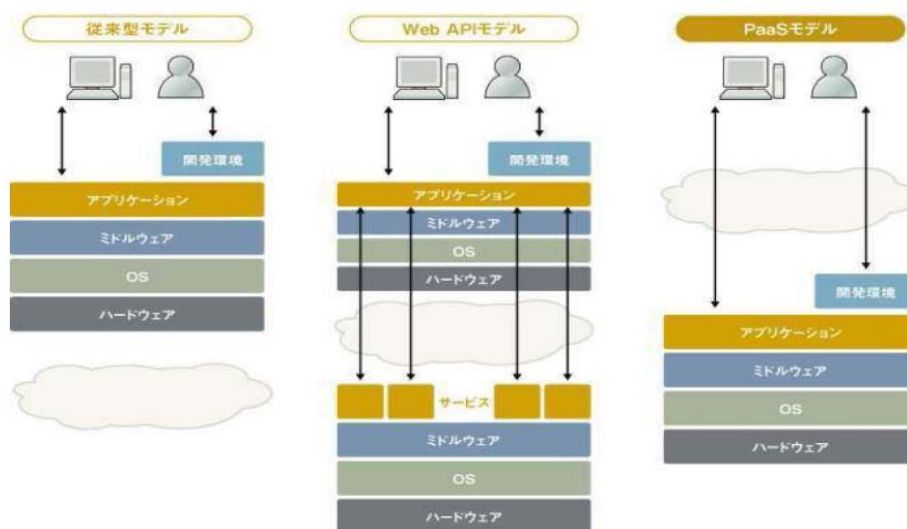 従来型モデル
開発環境
アプリケーション
ミドルウェア
OS
ハードウェア
Web APIモデル
開発環境
アプリケーション
ミドルウェア
OS
ハードウェア
サービス
ミドルウェア
OS
ハードウェア
PaaSモデル
開発環境
アプリケーション
ミドルウェア
OS
ハードウェア